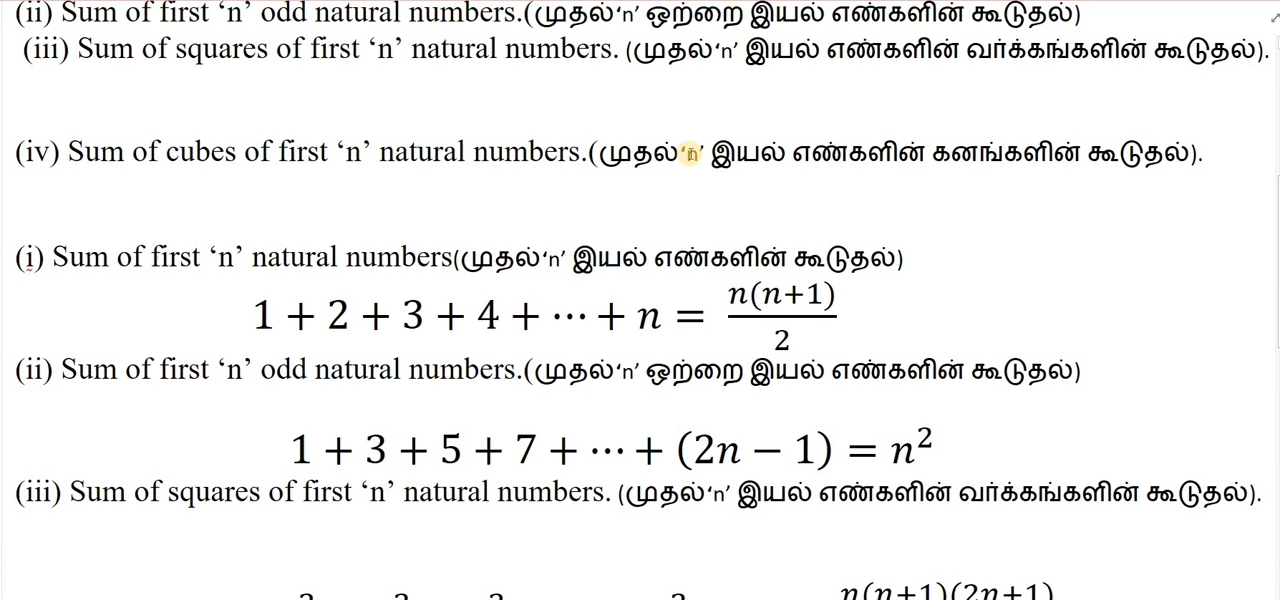 (ii) Sum of first ‘n’ odd natural numbers.(முதல்‘n’ ஒற்றை இயல் எண்களின் கூடுதல்)
(iii) Sum of squares of first ‘n’ natural numbers. (முதல்‘n’ இயல் எண்களின் வர்க்கங்களின் கூடுதல்).
(iv) Sum of cubes of first ‘n’ natural numbers.(முதல்‘n’ இயல் எண்களின் கனங்களின் கூடுதல்).
(i) Sum of first ‘n’ natural numbers(முதல்‘n’ இயல் எண்களின் கூடுதல்)
1 + 2 + 3 + 4 + ⋯ + n = n(n+1)/2
(ii) Sum of first ‘n’ odd natural numbers.(முதல்‘n’ ஒற்றை இயல் எண்களின் கூடுதல்)
1 + 3 + 5 + 7 + ⋯ + (2n − 1) = n²
(iii) Sum of squares of first ‘n’ natural numbers. (முதல்‘n’ இயல் எண்களின் வர்க்கங்களின் கூடுதல்).
n(n+1)(2n+1)